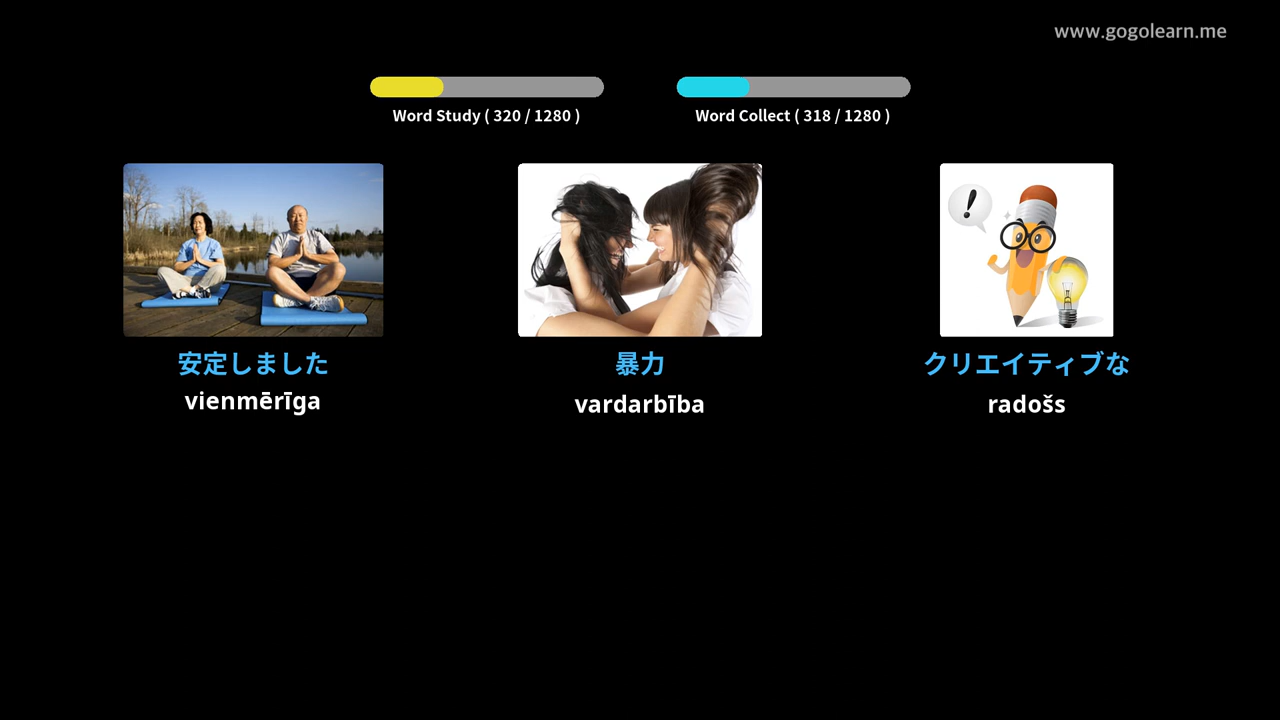 www.gogolearn.me
Word Study ( 320 / 1280 )
Word Collect ( 318 / 1280 )
安定しました
vienmērīga
暴力
vardarbība
クリエイティブな
radošs